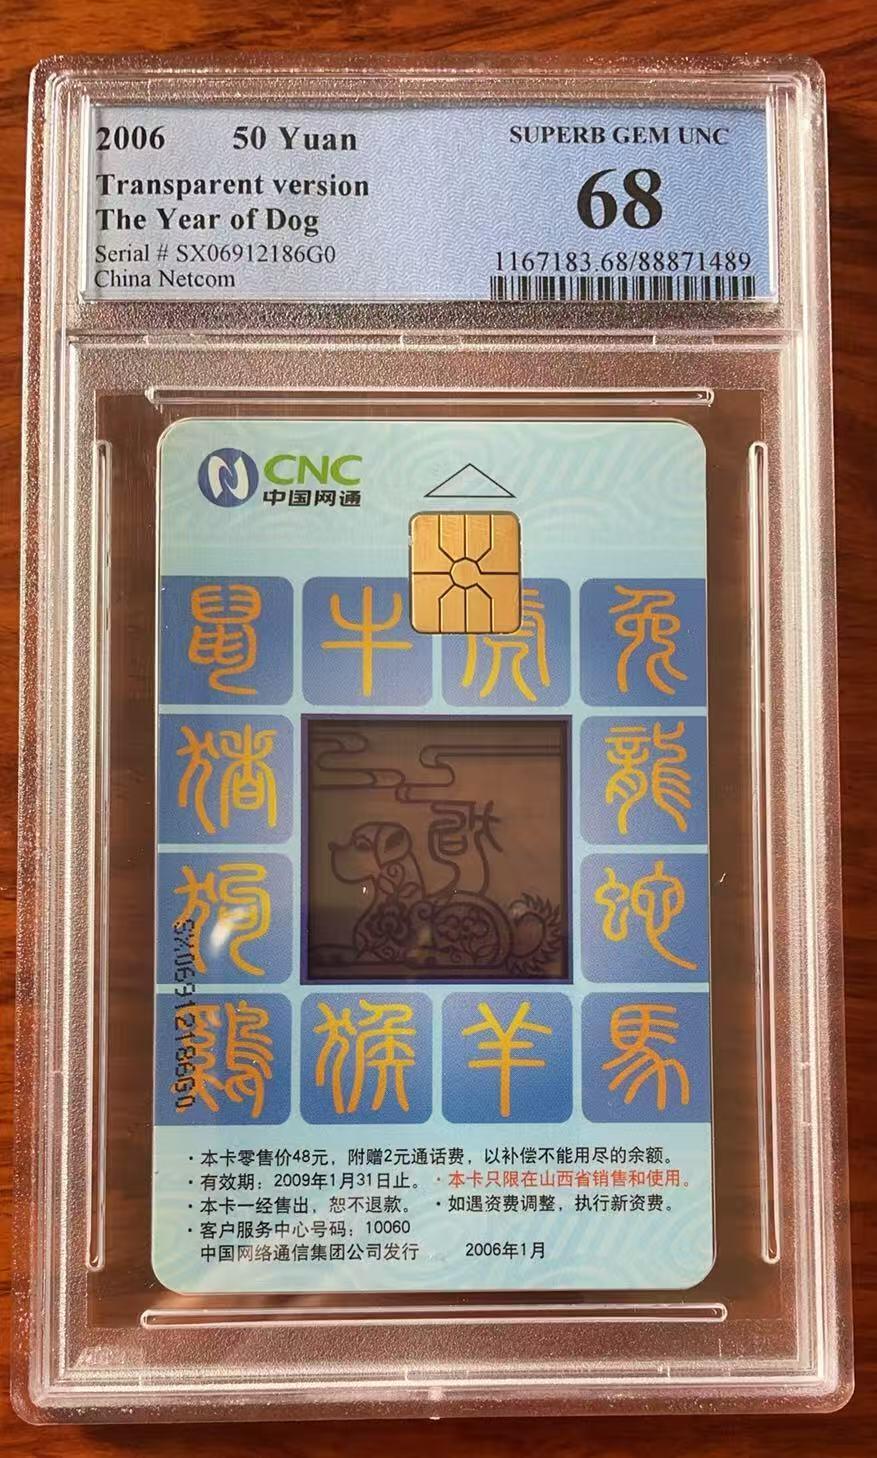 2006 50 Yuan
Transparent version
The Year of Dog
Serial # SX06912186G0
China Netcom
SUPERB GEM UNC
68
1167183.68/88871489
CNC
中国网通
鼠 牛 虎 兔
猪 龍
狗 蛇
鷄 猴 羊 馬
狗
SX06912186G0
·本卡零售价48元，附赠2元通话费，以补偿不能用尽的余额。
·有效期：2009年1月31日止。·本卡只限在山西省销售和使用。
·本卡一经售出，恕不退款。 ·如遇资费调整，执行新资费。
·客户服务中心号码：10060
中国网络通信集团公司发行 2006年1月